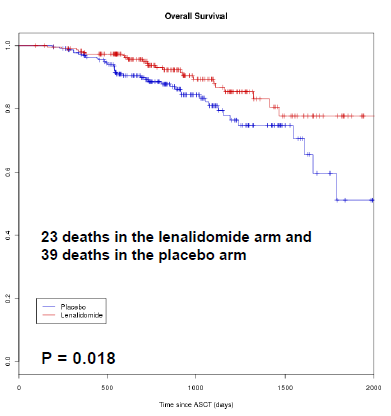 Overall Survival
1.0
0.8
0.6
0.4
0.2
0.0
23 deaths in the lenalidomide arm and
39 deaths in the placebo arm
Placebo
Lenalidomide
P = 0.018
0 500 1000 1500 2000
Time since ASCT (days)